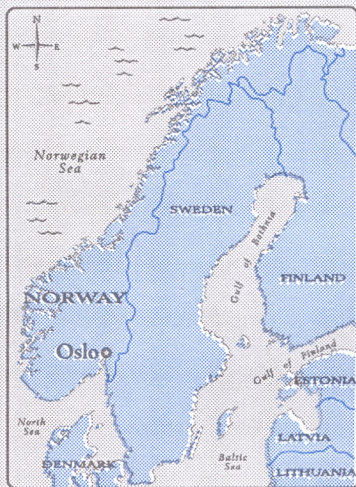 N
W E
S
Norwegian
Sea
SWEDEN
Gulf of Bothnia
FINLAND
NORWAY
Oslo
Gulf of Finland
ESTONIA
North
Sea
LATVIA
Baltic
Sea
DENMARK
LITHUANIA